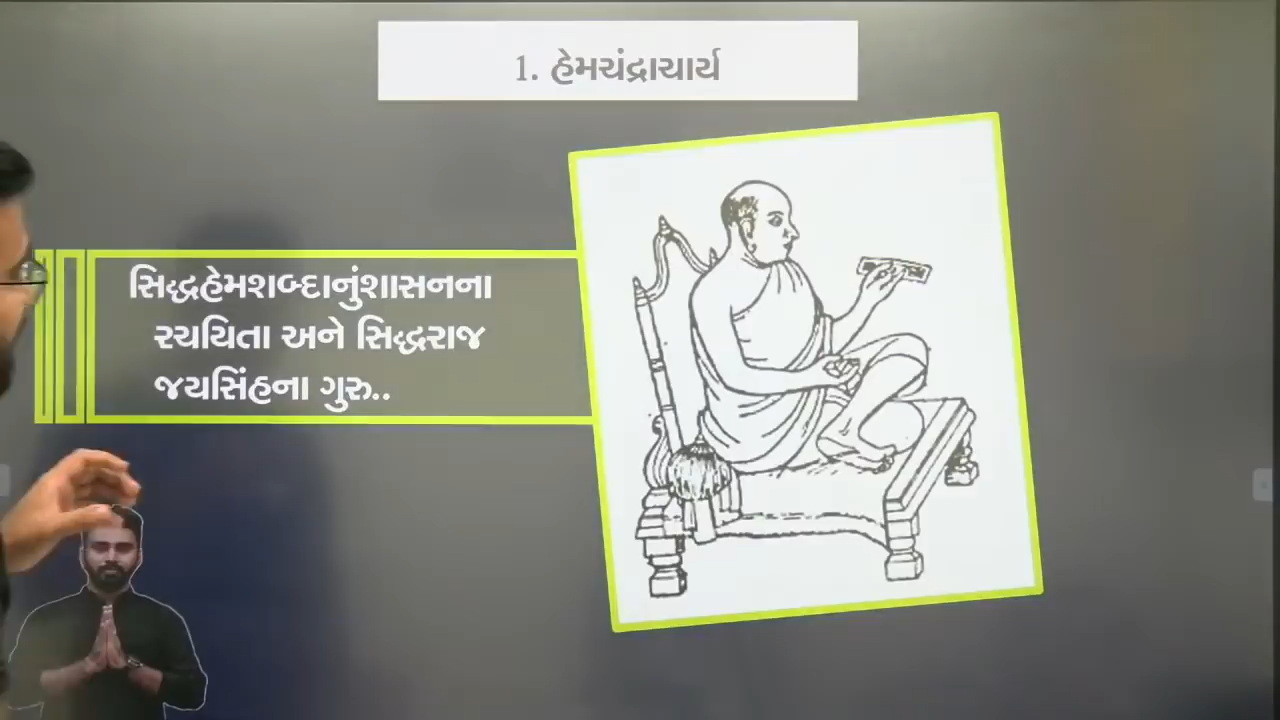 1. હેમચંદ્રાચાર્ય
સિદ્ધહેમશબ્દાનુંશાસનના
રચયિતા અને સિદ્ધરાજ
જયસિંહના ગુરુ..